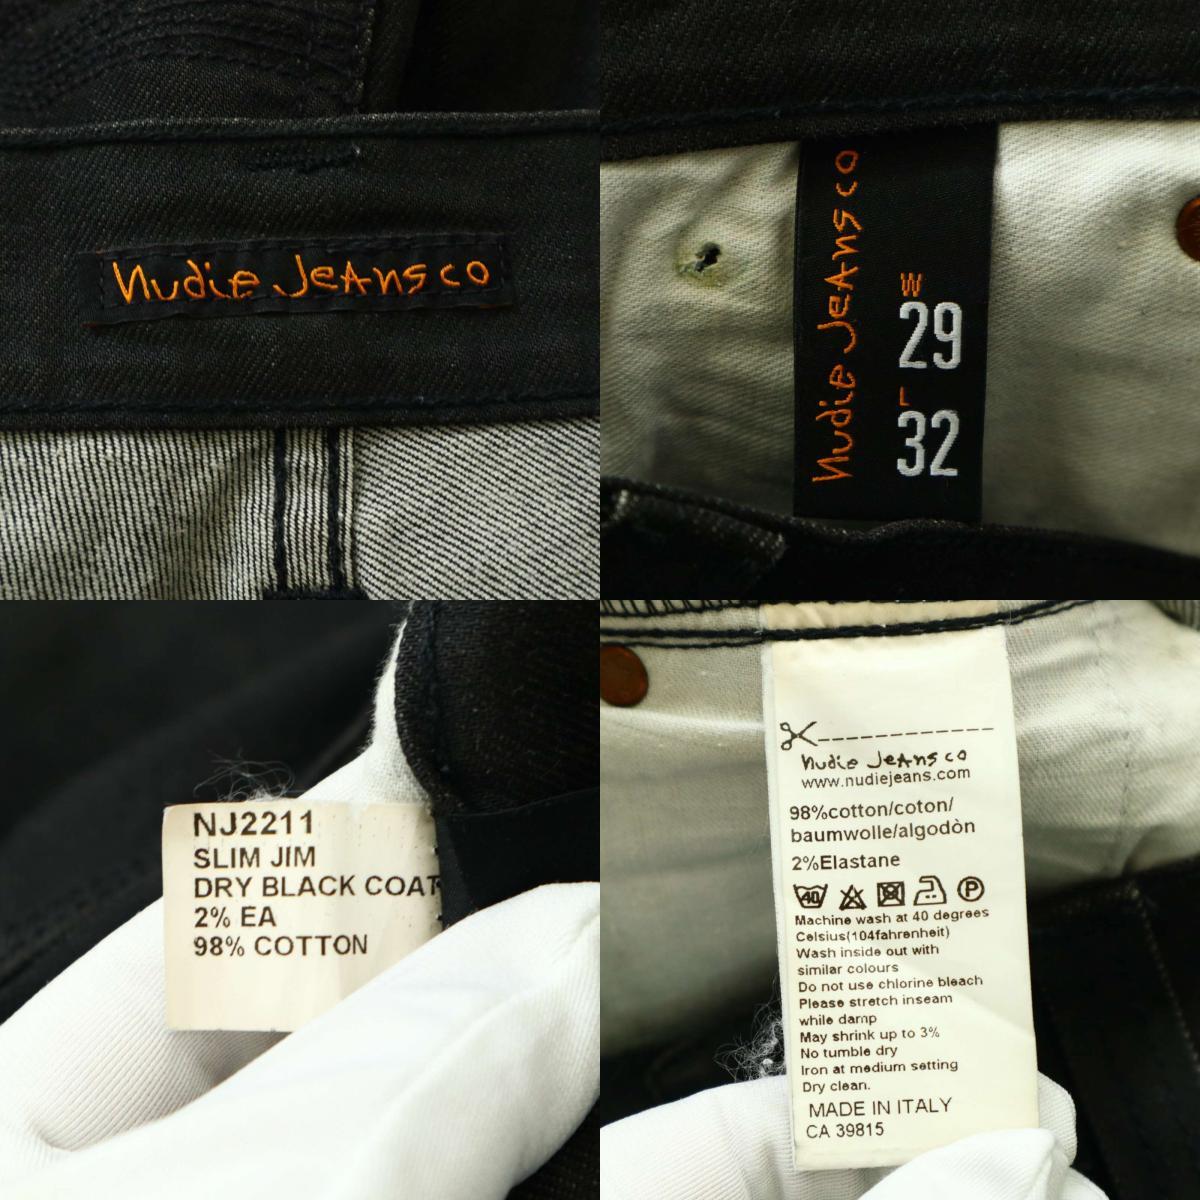 Nudie Jeans co
Nudie Jeans co
W
29
L
32
NJ2211
SLIM JIM
DRY BLACK COAT
2% EA
98% COTTON
Nudie Jeans co
www.nudiejeans.com
98%cotton/coton/
baumwolle/algodòn
2%Elastane
40 P
Machine wash at 40 degrees
Celsius(104fahrenheit)
Wash inside out with
similar colours
Do not use chlorine bleach
Please stretch inseam
while damp
May shrink up to 3%
No tumble dry
Iron at medium setting
Dry clean.
MADE IN ITALY
CA 39815